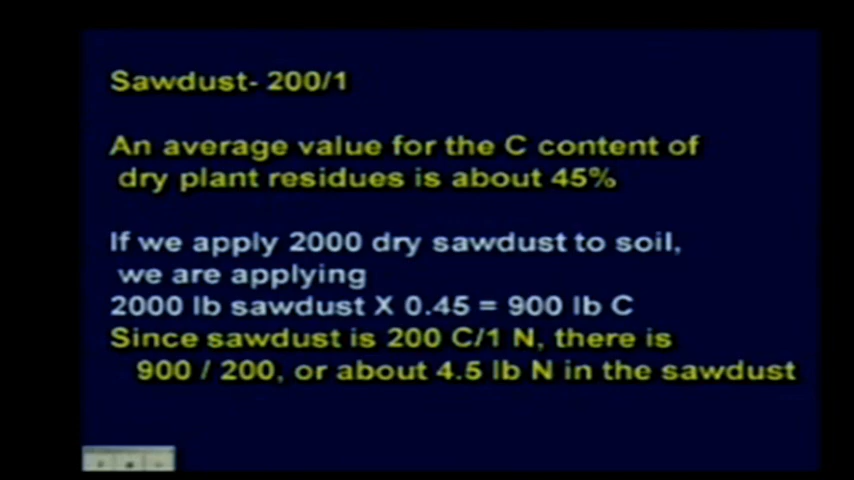 Sawdust- 200/1
An average value for the C content of
dry plant residues is about 45%
If we apply 2000 dry sawdust to soil,
we are applying
2000 lb sawdust X 0.45 = 900 lb C
Since sawdust is 200 C/1 N, there is
900 / 200, or about 4.5 lb N in the sawdust